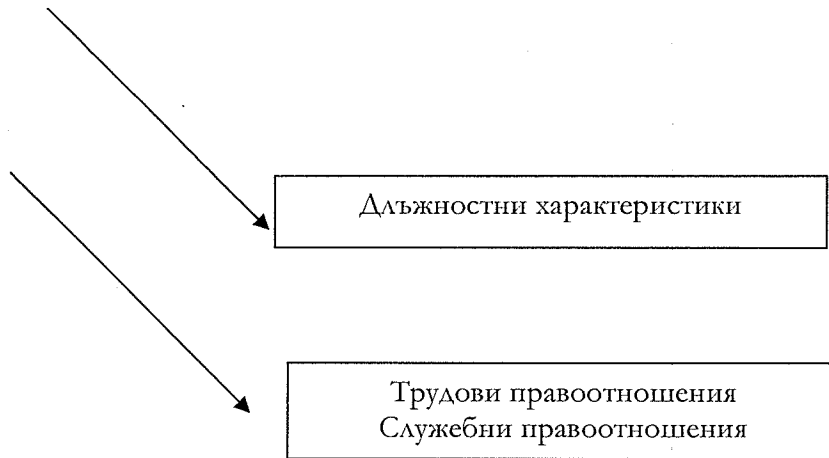 Длъжностни характеристики
Трудови правоотношения
Служебни правоотношения